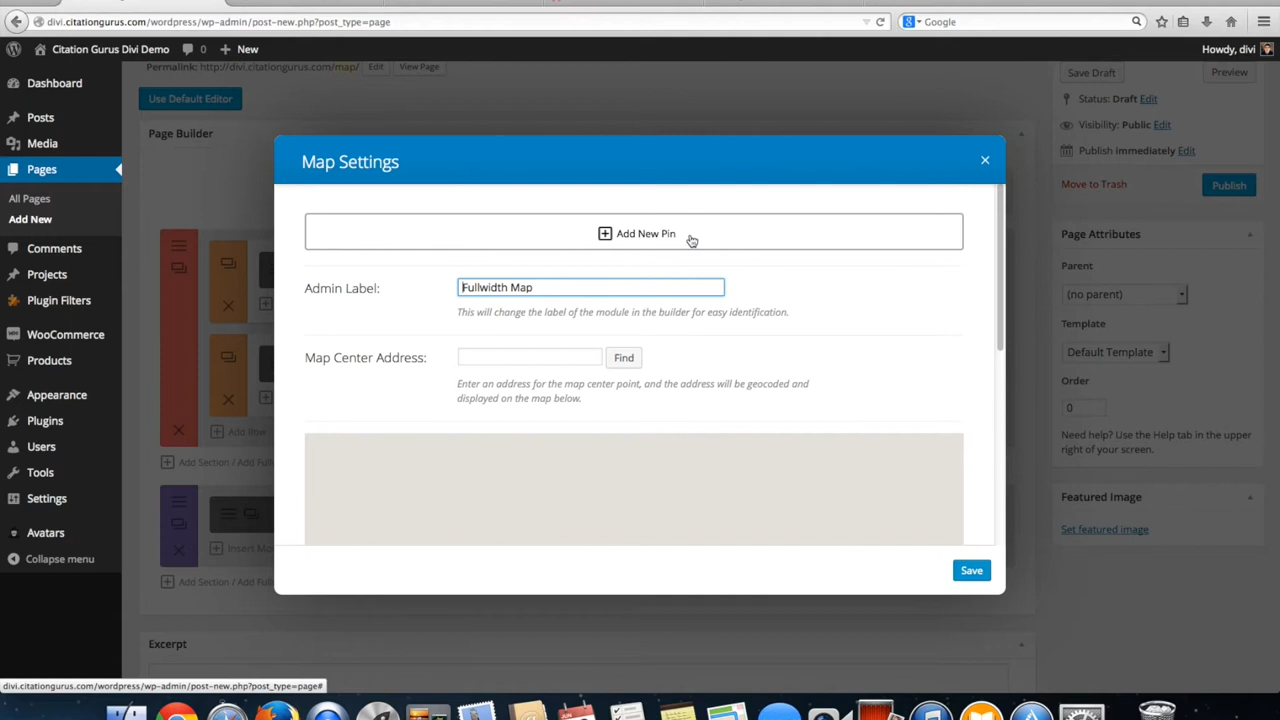 divi.citationgurus.com/wordpress/wp-admin/post-new.php?post_type=page
Google
Citation Gurus Divi Demo
0
New
Howdy, divi
Permalink: http://divi.citationgurus.com/map/
Edit
View Page
Save Draft
Preview
Use Default Editor
Page Builder
Dashboard
Posts
Media
Pages
All Pages
Add New
Comments
Projects
Plugin Filters
WooCommerce
Products
Appearance
Plugins
Users
Tools
Settings
Avatars
Collapse menu
Map Settings
Add New Pin
Admin Label:
Fullwidth Map
This will change the label of the module in the builder for easy identification.
Map Center Address:
Find
Enter an address for the map center point, and the address will be geocoded and
displayed on the map below.
Save
Add Row
Add Section / Add Full
Insert Mo
Add Section / Add Full
Excerpt
Status: Draft Edit
Visibility: Public Edit
Publish immediately Edit
Move to Trash
Publish
Page Attributes
Parent
(no parent)
Template
Default Template
Order
0
Need help? Use the Help tab in the upper
right of your screen.
Featured Image
Set featured image
divi.citationgurus.com/wordpress/wp-admin/post-new.php?post_type=page#